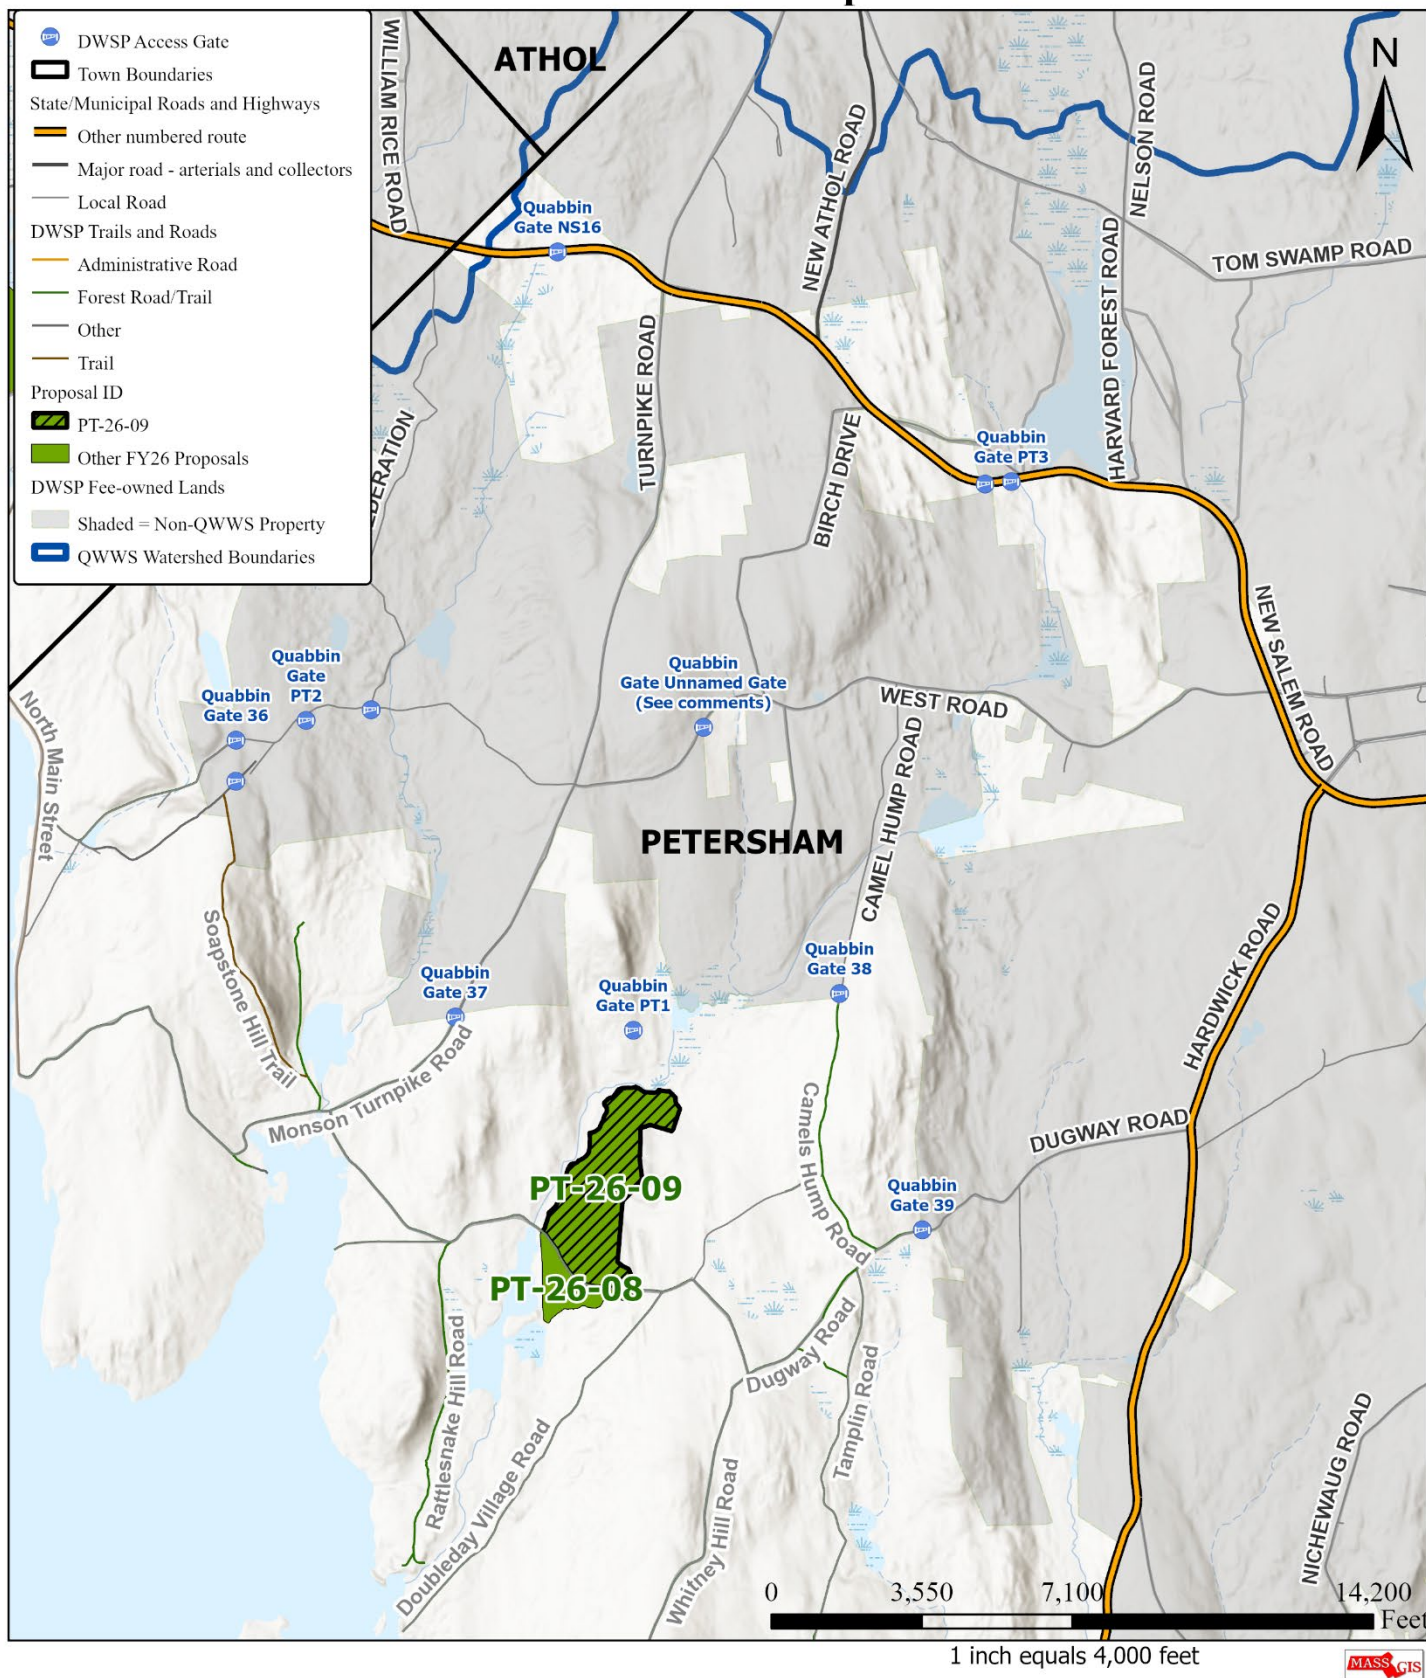 DWSP Access Gate
Town Boundaries
State/Municipal Roads and Highways
Other numbered route
Major road - arterials and collectors
Local Road
DWSP Trails and Roads
Administrative Road
Forest Road/Trail
Other
Trail
Proposal ID
PT-26-09
Other FY26 Proposals
DWSP Fee-owned Lands
Shaded = Non-QWWS Property
QWWS Watershed Boundaries
WILLIAM RICE ROAD
ATHOL
NEW ATHOL ROAD
NELSON ROAD
N
Quabbin
Gate NS16
TOM SWAMP ROAD
HARVARD FOREST ROAD
TURNPIKE ROAD
BIRCH DRIVE
Quabbin
Gate PT3
NEW SALEM ROAD
Quabbin
Gate
PT2
Quabbin
Gate 36
Quabbin
Gate Unnamed Gate
(See comments)
WEST ROAD
North Main Street
CAMEL HUMP ROAD
PETERSHAM
Soapstone Hill Trail
Quabbin
Gate 37
Quabbin
Gate PT1
Quabbin
Gate 38
HARDWICK ROAD
Monson Turnpike Road
Camels Hump Road
DUGWAY ROAD
PT-26-09
Quabbin
Gate 39
PT-26-08
Rattlesnake Hill Road
Dugway Road
Tamplin Road
Doubleday Village Road
Whitney Hill Road
NICHEWAUG ROAD
0 3,550 7,100 14,200
Feet
1 inch equals 4,000 feet
MASSGIS